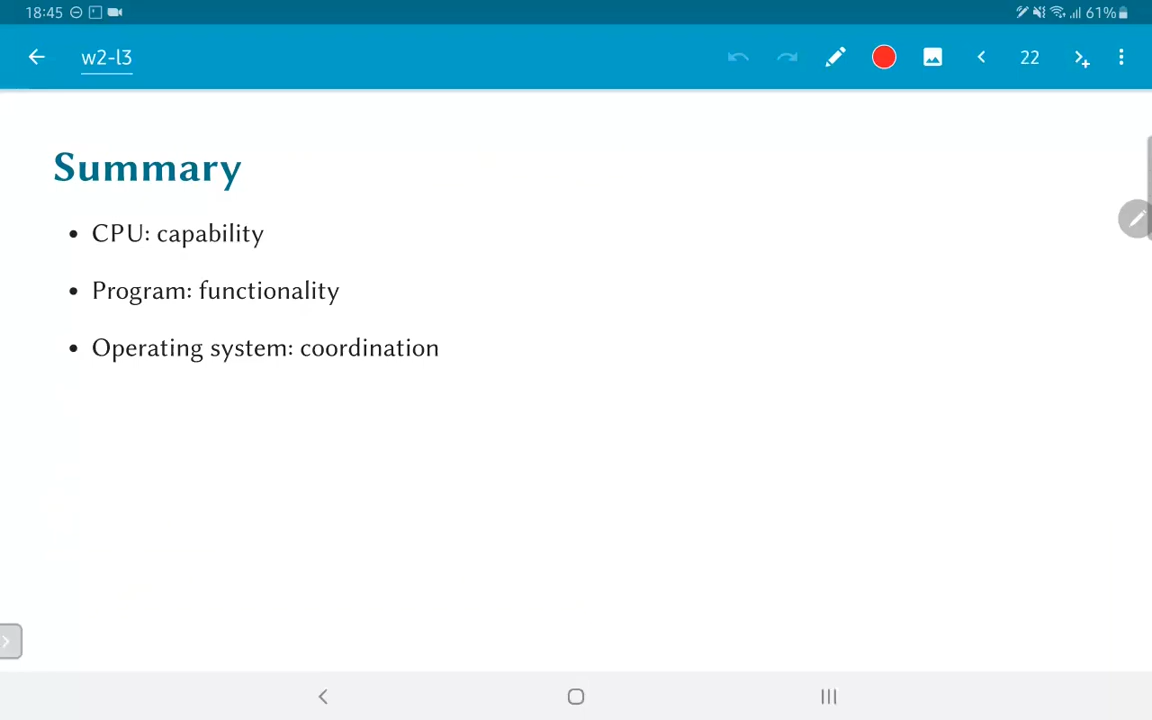 18:45
61%
w2-l3
22
Summary
• CPU: capability
• Program: functionality
• Operating system: coordination